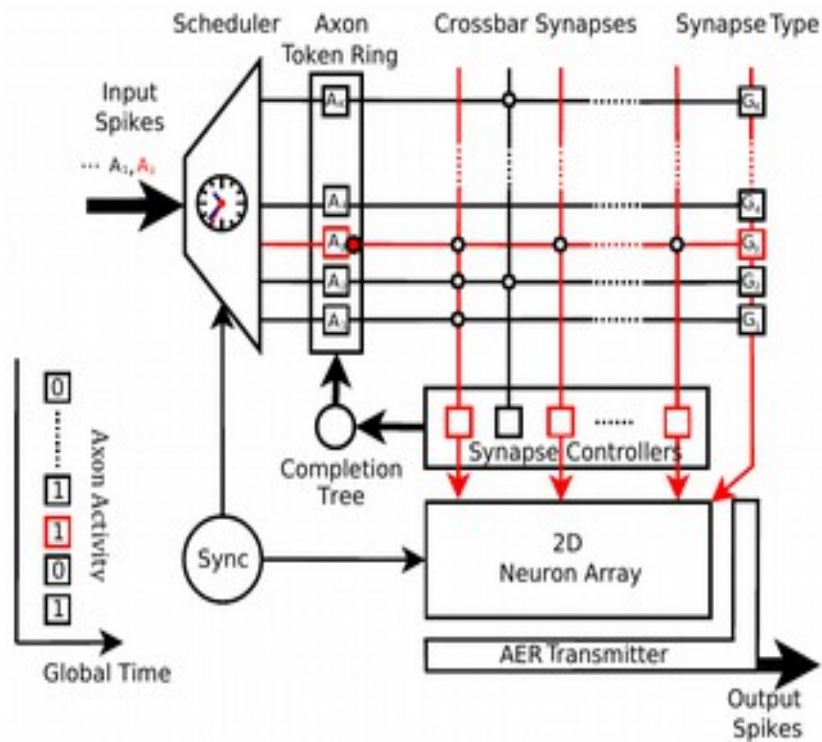 Scheduler
Axon
Token Ring
Crossbar Synapses
Synapse Type
Input
Spikes
Completion
Tree
Synapse Controllers
Sync
2D
Neuron Array
AER Transmitter
Output
Spikes
0
1
1
0
1
Axon Activity
Global Time